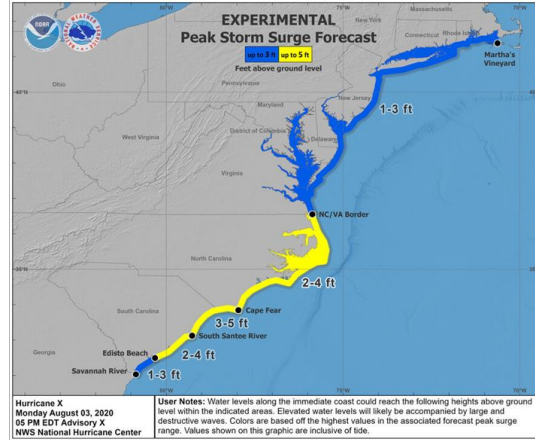 EXPERIMENTAL
Peak Storm Surge Forecast
up to 3 ft up to 5 ft
Feet above ground level
NOAA
New York
Massachusetts
Connecticut
Rhode Island
Martha's
Vineyard
Ohio
Pennsylvania
New Jersey
1-3 ft
Maryland
District of Columbia
Delaware
West Virginia
Virginia
NC/VA Border
North Carolina
2-4 ft
Cape Fear
3-5 ft
South Carolina
South Santee River
2-4 ft
Georgia
Edisto Beach
Savannah River
1-3 ft
40°N
35°N
Hurricane X
Monday August 03, 2020
05 PM EDT Advisory X
NWS National Hurricane Center
User Notes: Water levels along the immediate coast could reach the following heights above ground
level within the indicated areas. Elevated water levels will likely be accompanied by large and
destructive waves. Colors are based off the highest values in the associated forecast peak surge
range. Values shown on this graphic are inclusive of tide.